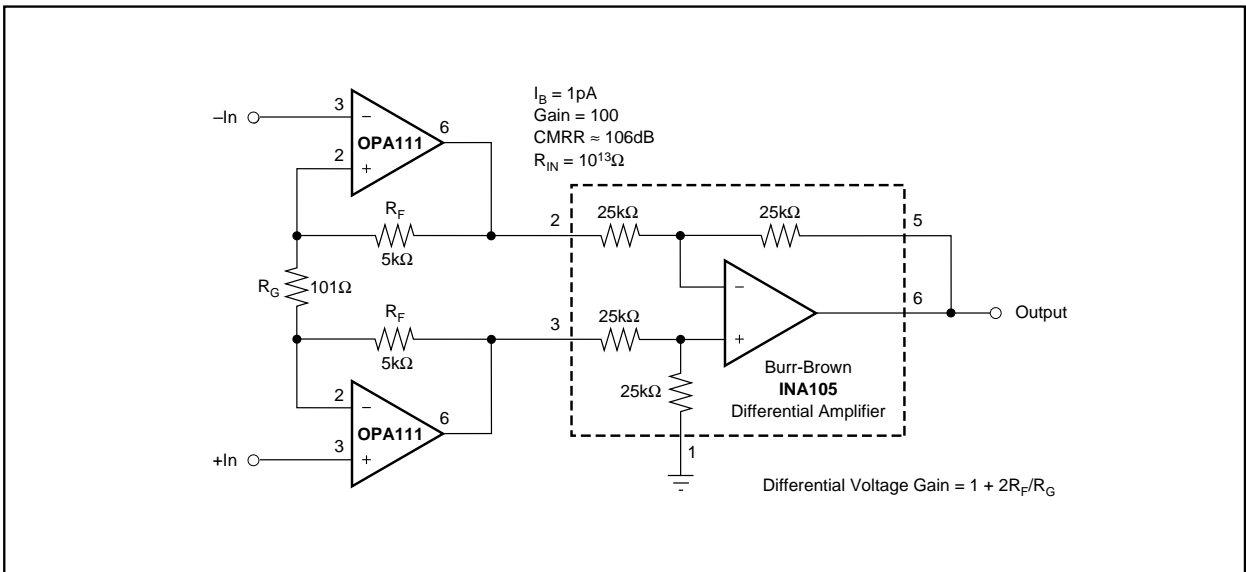 I_B = 1pA
Gain = 100
CMRR ≈ 106dB
R_IN = 10¹³Ω
–In
3
–
OPA111
6
2
+
R_F
5kΩ
R_G
101Ω
R_F
5kΩ
2
–
OPA111
6
3
+
+In
2
25kΩ
25kΩ
5
–
6
Output
3
25kΩ
+
25kΩ
Burr-Brown
INA105
Differential Amplifier
1
Differential Voltage Gain = 1 + 2R_F/R_G